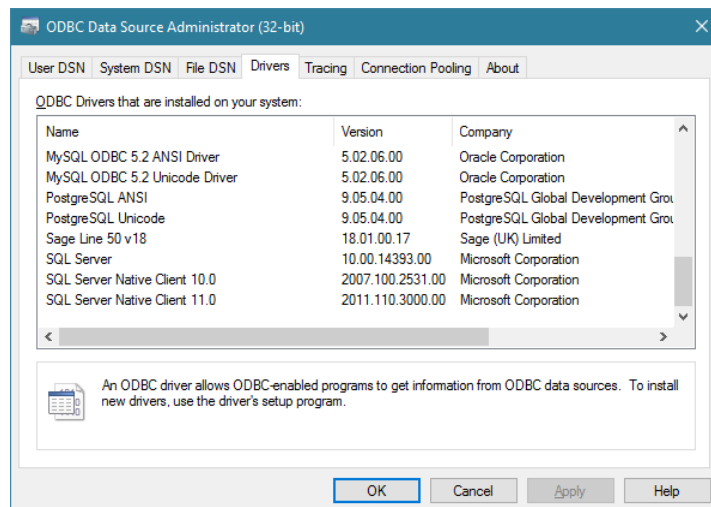 ODBC Data Source Administrator (32-bit)
User DSN System DSN File DSN Drivers Tracing Connection Pooling About
ODBC Drivers that are installed on your system:
Name Version Company
MySQL ODBC 5.2 ANSI Driver 5.02.06.00 Oracle Corporation
MySQL ODBC 5.2 Unicode Driver 5.02.06.00 Oracle Corporation
PostgreSQL ANSI 9.05.04.00 PostgreSQL Global Development Grou
PostgreSQL Unicode 9.05.04.00 PostgreSQL Global Development Grou
Sage Line 50 v18 18.01.00.17 Sage (UK) Limited
SQL Server 10.00.14393.00 Microsoft Corporation
SQL Server Native Client 10.0 2007.100.2531.00 Microsoft Corporation
SQL Server Native Client 11.0 2011.110.3000.00 Microsoft Corporation
An ODBC driver allows ODBC-enabled programs to get information from ODBC data sources. To install
new drivers, use the driver's setup program.
OK Cancel Apply Help